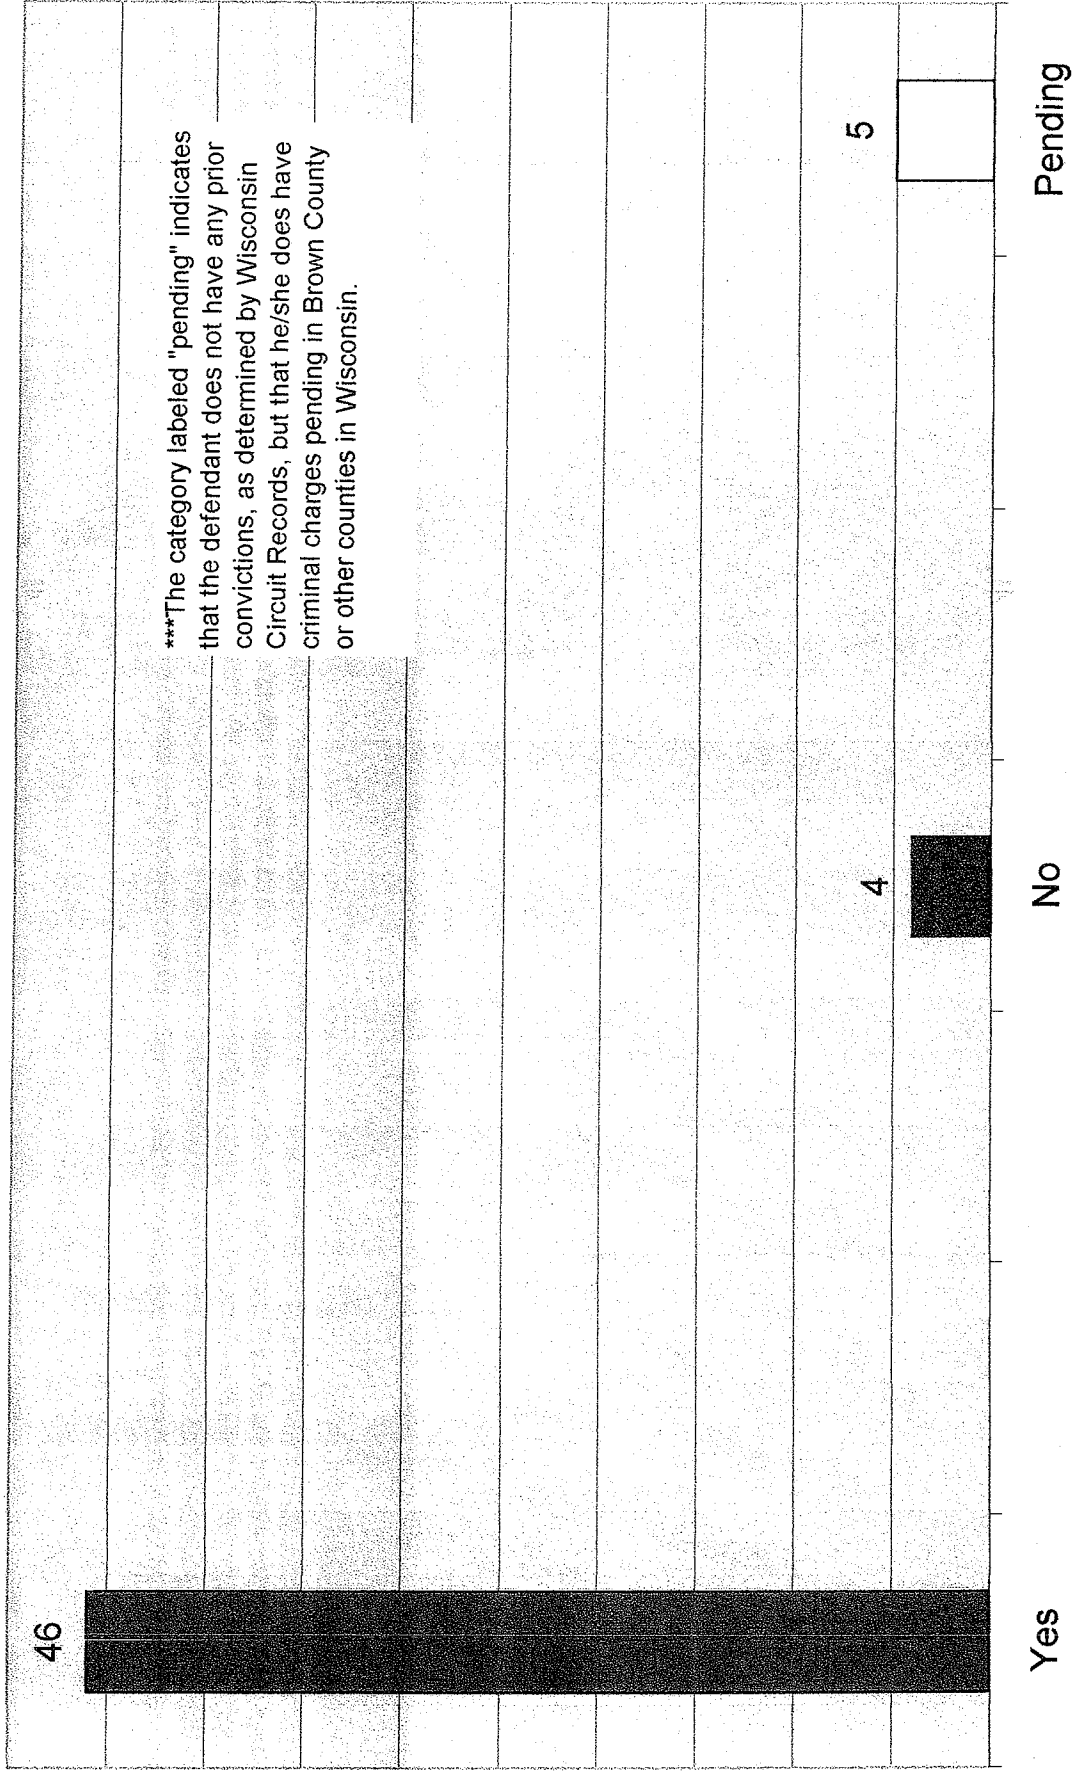 46
***The category labeled "pending" indicates
that the defendant does not have any prior
convictions, as determined by Wisconsin
Circuit Records, but that he/she does have
criminal charges pending in Brown County
or other counties in Wisconsin.
4
5
Yes
No
Pending